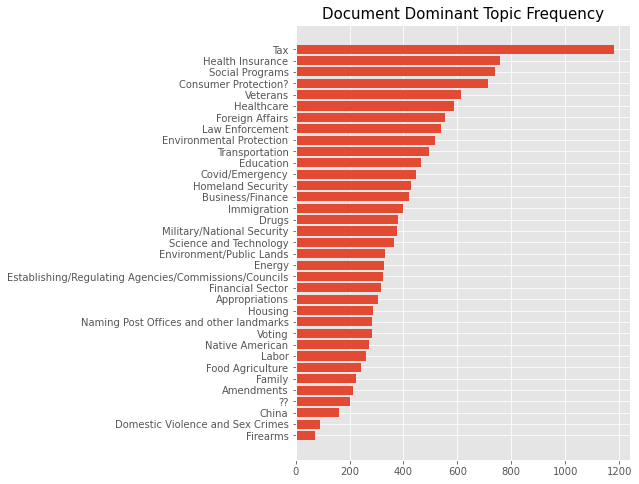 Document Dominant Topic Frequency
Tax
Health Insurance
Social Programs
Consumer Protection?
Veterans
Healthcare
Foreign Affairs
Law Enforcement
Environmental Protection
Transportation
Education
Covid/Emergency
Homeland Security
Business/Finance
Immigration
Drugs
Military/National Security
Science and Technology
Environment/Public Lands
Energy
Establishing/Regulating Agencies/Commissions/Councils
Financial Sector
Appropriations
Housing
Naming Post Offices and other landmarks
Voting
Native American
Labor
Food Agriculture
Family
Amendments
??
China
Domestic Violence and Sex Crimes
Firearms
0 200 400 600 800 1000 1200